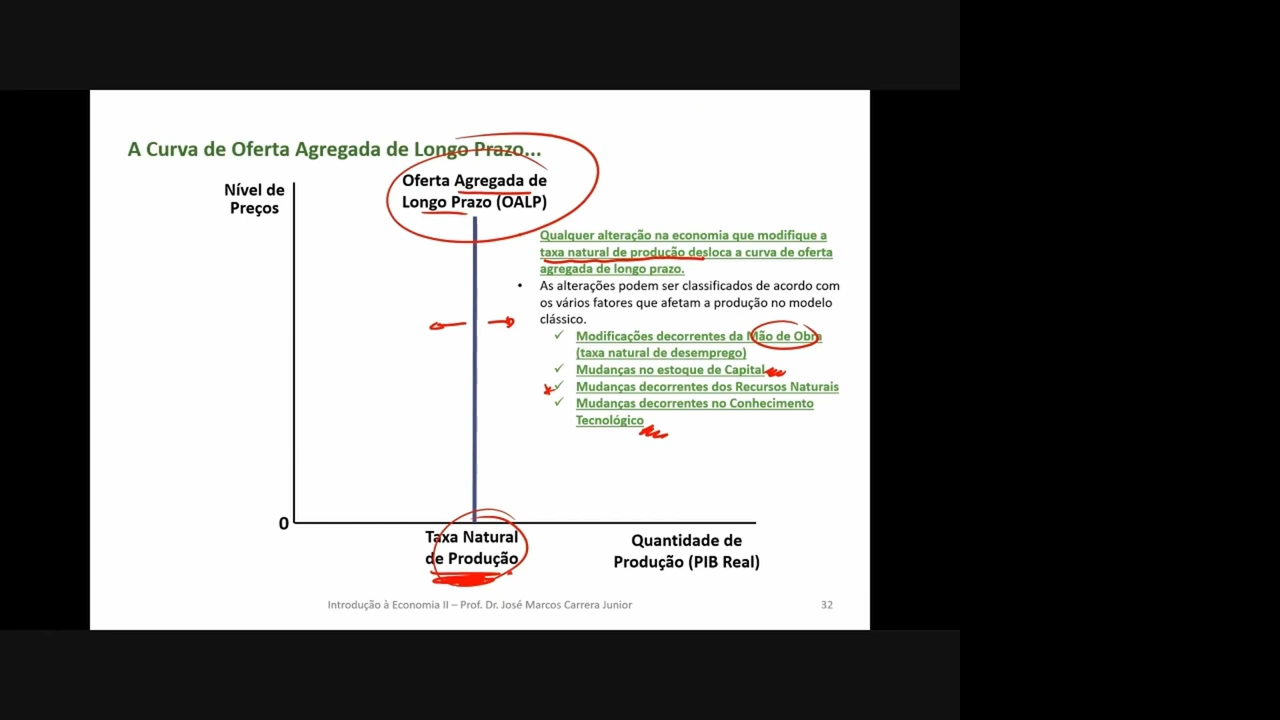 A Curva de Oferta Agregada de Longo Prazo...
Nível de
Preços
Oferta Agregada de
Longo Prazo (OALP)
Qualquer alteração na economia que modifique a
taxa natural de produção desloca a curva de oferta
agregada de longo prazo.
• As alterações podem ser classificados de acordo com
os vários fatores que afetam a produção no modelo
clássico.
✓ Modificações decorrentes da Mão de Obra
(taxa natural de desemprego)
✓ Mudanças no estoque de Capital
✓ Mudanças decorrentes dos Recursos Naturais
✓ Mudanças decorrentes no Conhecimento
Tecnológico
0
Taxa Natural
de Produção
Quantidade de
Produção (PIB Real)
Introdução à Economia II – Prof. Dr. José Marcos Carrera Junior
32